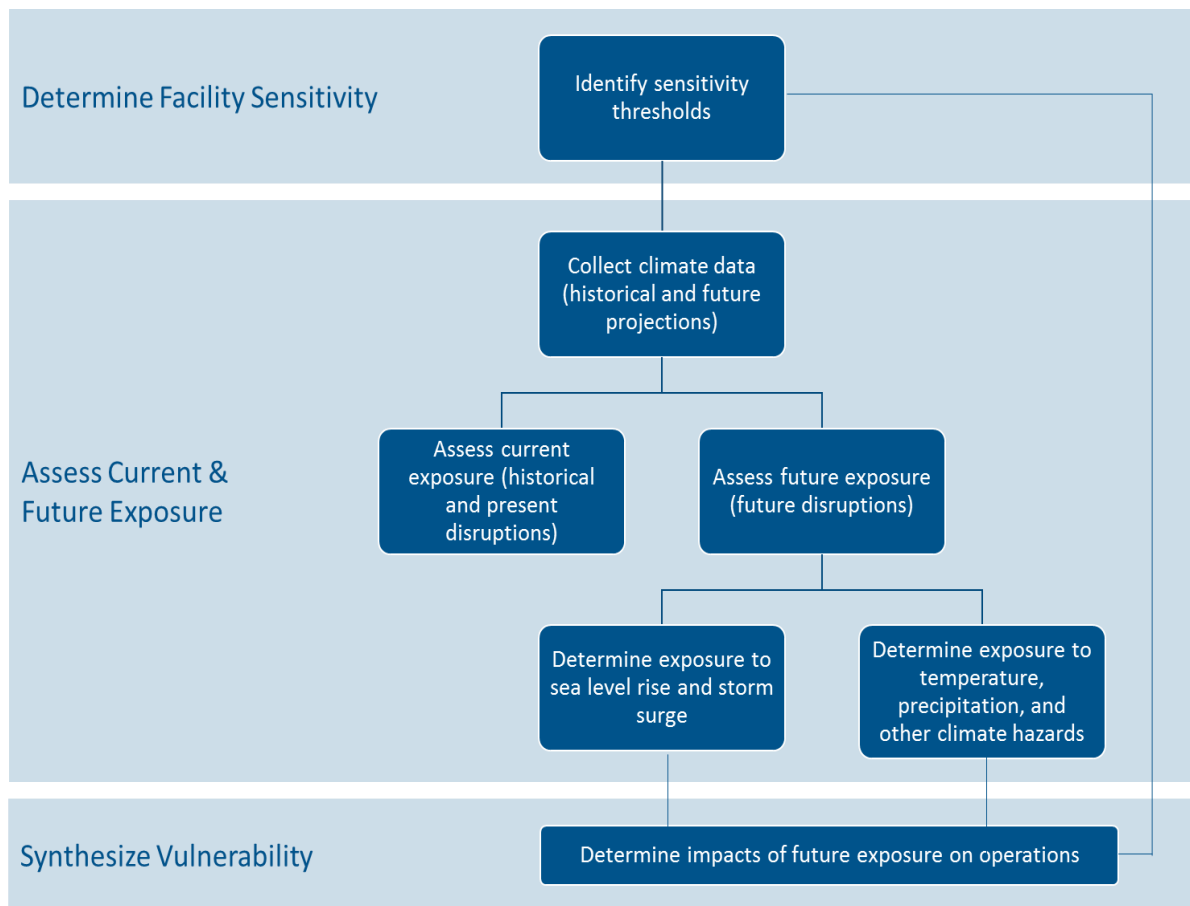 Determine Facility Sensitivity
Identify sensitivity
thresholds
Collect climate data
(historical and future
projections)
Assess Current &
Future Exposure
Assess current
exposure (historical
and present
disruptions)
Assess future exposure
(future disruptions)
Determine exposure to
sea level rise and storm
surge
Determine exposure to
temperature,
precipitation, and
other climate hazards
Synthesize Vulnerability
Determine impacts of future exposure on operations